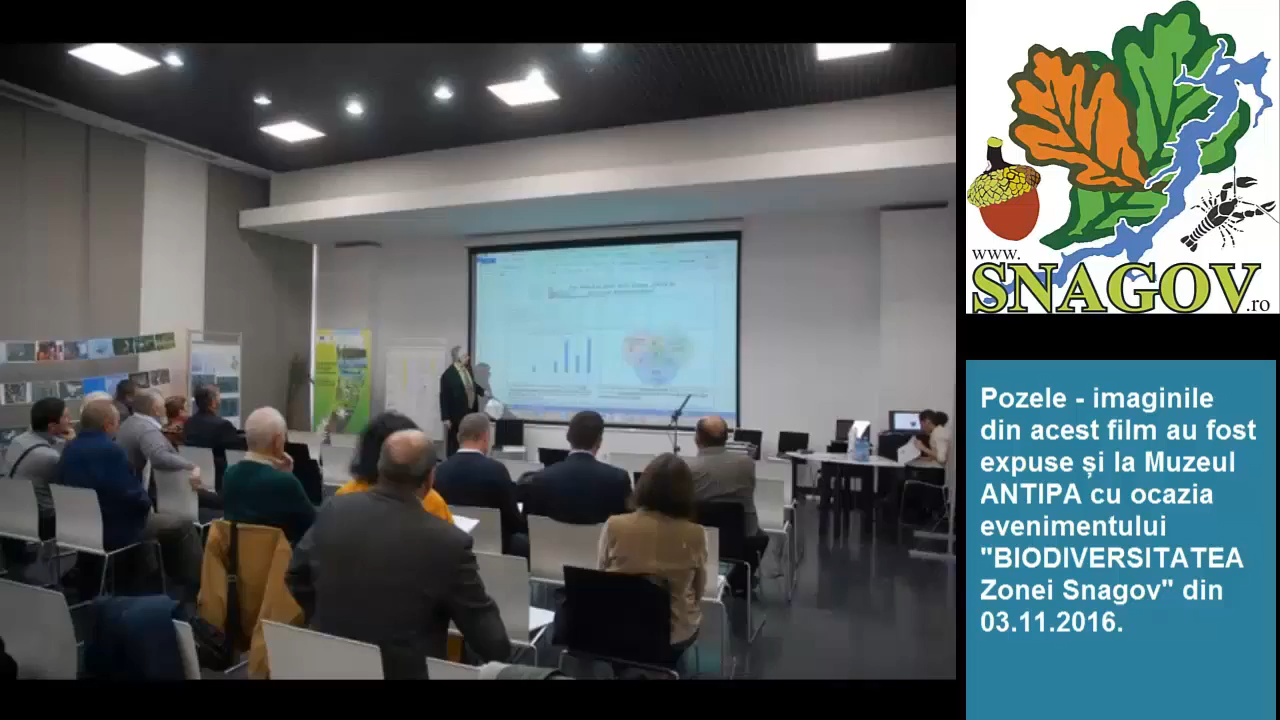 www.
SNAGOV.ro
Pozele - imaginile
din acest film au fost
expuse și la Muzeul
ANTIPA cu ocazia
evenimentului
"BIODIVERSITATEA
Zonei Snagov" din
03.11.2016.